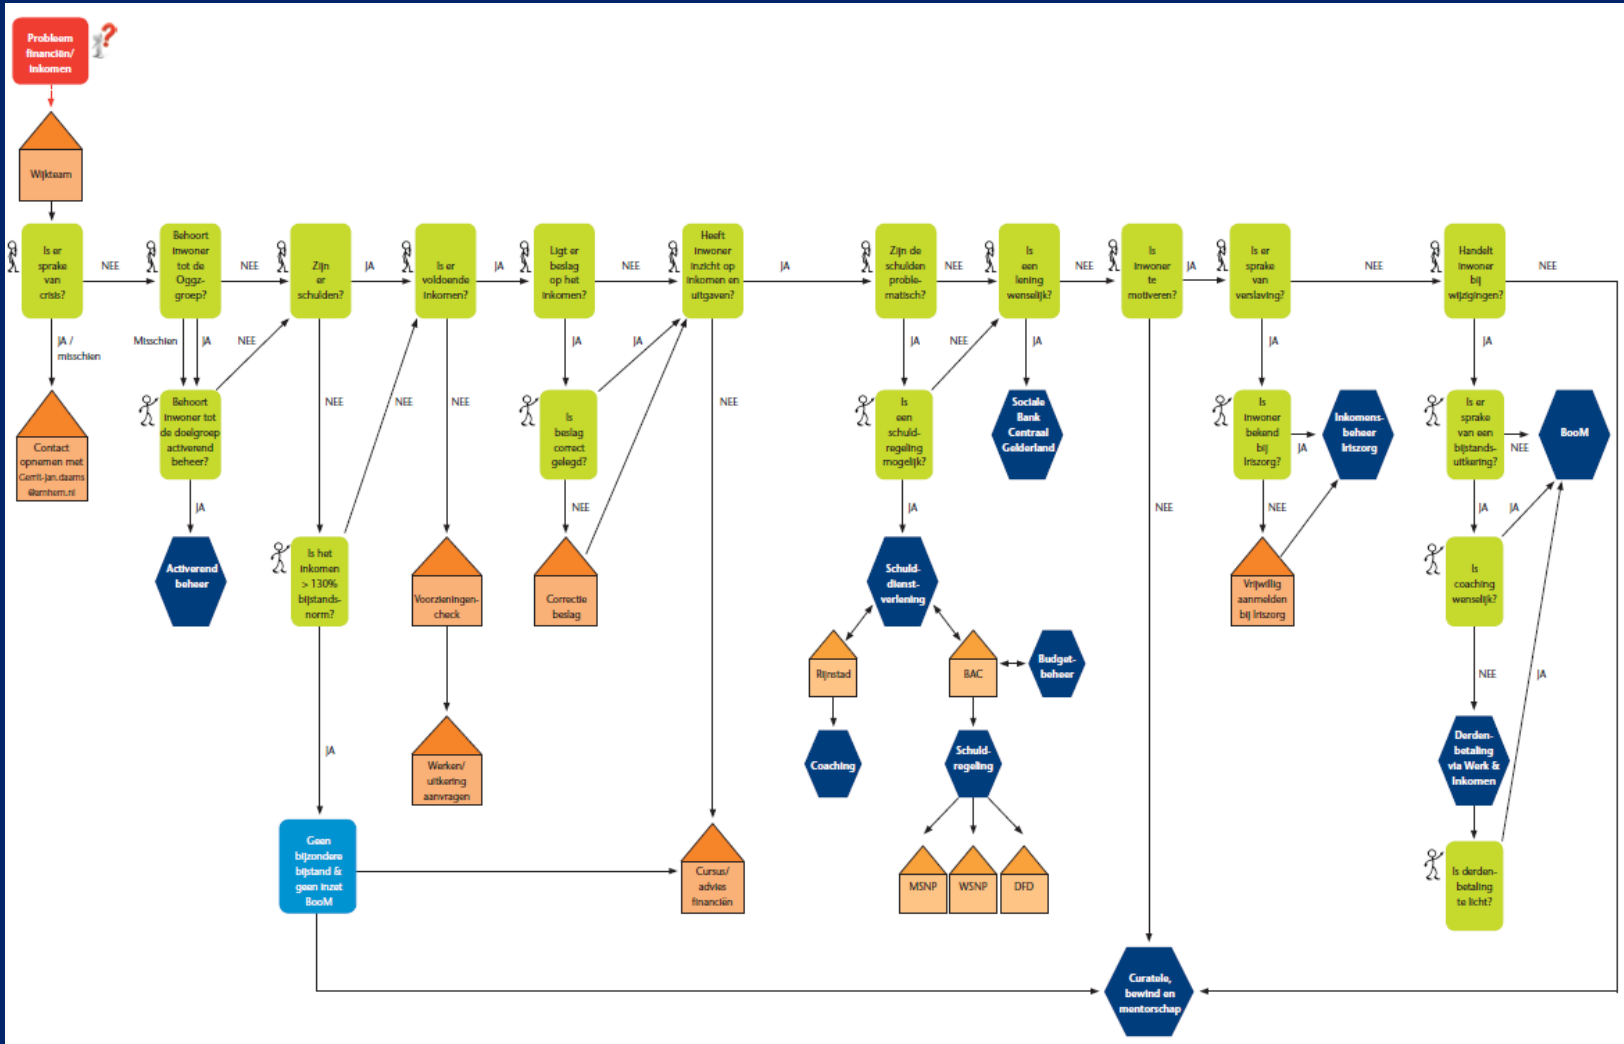 Probleem
financiën/
inkomen
?
Wijkteam
Is er
sprake
van
crisis?
NEE
Behoort
inwoner
tot de
Oggz-
groep?
NEE
Zijn
er
schulden?
JA
Is er
voldoende
inkomen?
JA
Ligt er
beslag
op het
inkomen?
NEE
Heeft
inwoner
inzicht op
inkomen en
uitgaven?
JA
Zijn de
schulden
proble-
matisch?
NEE
Is
een
lening
wenselijk?
NEE
Is
inwoner
te
motiveren?
JA
Is er
sprake
van
verslaving?
NEE
Handelt
inwoner
bij
wijzigingen?
NEE
JA /
misschien
Misschien
JA
NEE
NEE
NEE
NEE
JA
JA
NEE
JA
NEE
JA
NEE
JA
JA
Contact
opnemen met
Gerrit-jan.daams
@arnhem.nl
Behoort
inwoner tot
de doelgroep
activerend
beheer?
JA
Is
beslag
correct
gelegd?
NEE
Is
een
schuld-
regeling
mogelijk?
JA
Sociale
Bank
Centraal
Gelderland
Is
inwoner
bekend
bij
Iriszorg?
JA
NEE
Inkomens-
beheer
Iriszorg
Is er
sprake
van een
bijstands-
uitkering?
NEE
JA
JA
BooM
Activerend
beheer
Is het
inkomen
> 130%
bijstands-
norm?
JA
Voorzieningen-
check
Correctie
beslag
Schuld-
dienst-
verlening
Vrijwillig
aanmelden
bij Iriszorg
Is
coaching
wenselijk?
NEE
JA
Rijnstad
BAC
Budget-
beheer
Werken/
uitkering
aanvragen
Coaching
Schuld-
regeling
Derden-
betaling
via Werk &
Inkomen
Geen
bijzondere
bijstand &
geen inzet
BooM
Cursus/
advies
financiën
MSNP
WSNP
DFD
Is derden-
betaling
te licht?
Curatele,
bewind en
mentorschap